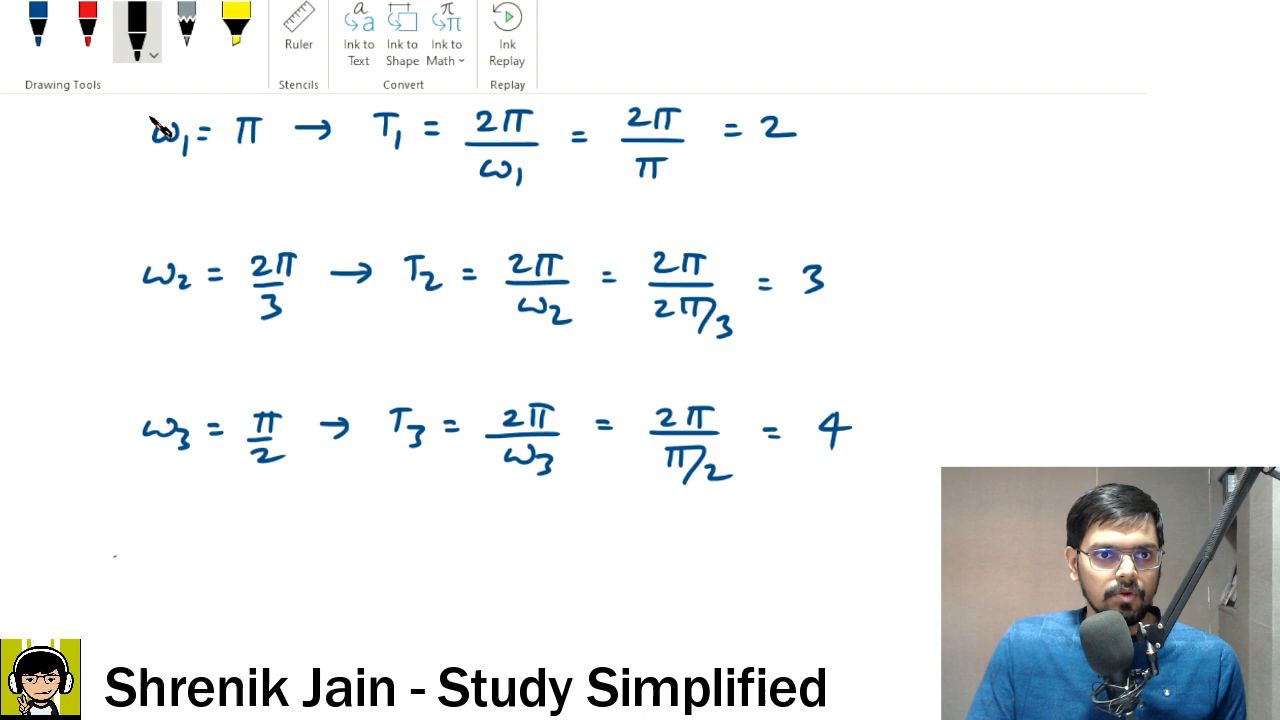 Drawing Tools
Ruler
Stencils
Ink to Text
Ink to Shape
Ink to Math
Convert
Ink Replay
Replay
ω₁ = π → T₁ = 2π/ω₁ = 2π/π = 2
ω₂ = 2π/3 → T₂ = 2π/ω₂ = 2π/2π/3 = 3
ω₃ = π/2 → T₃ = 2π/ω₃ = 2π/π/2 = 4
Shrenik Jain - Study Simplified